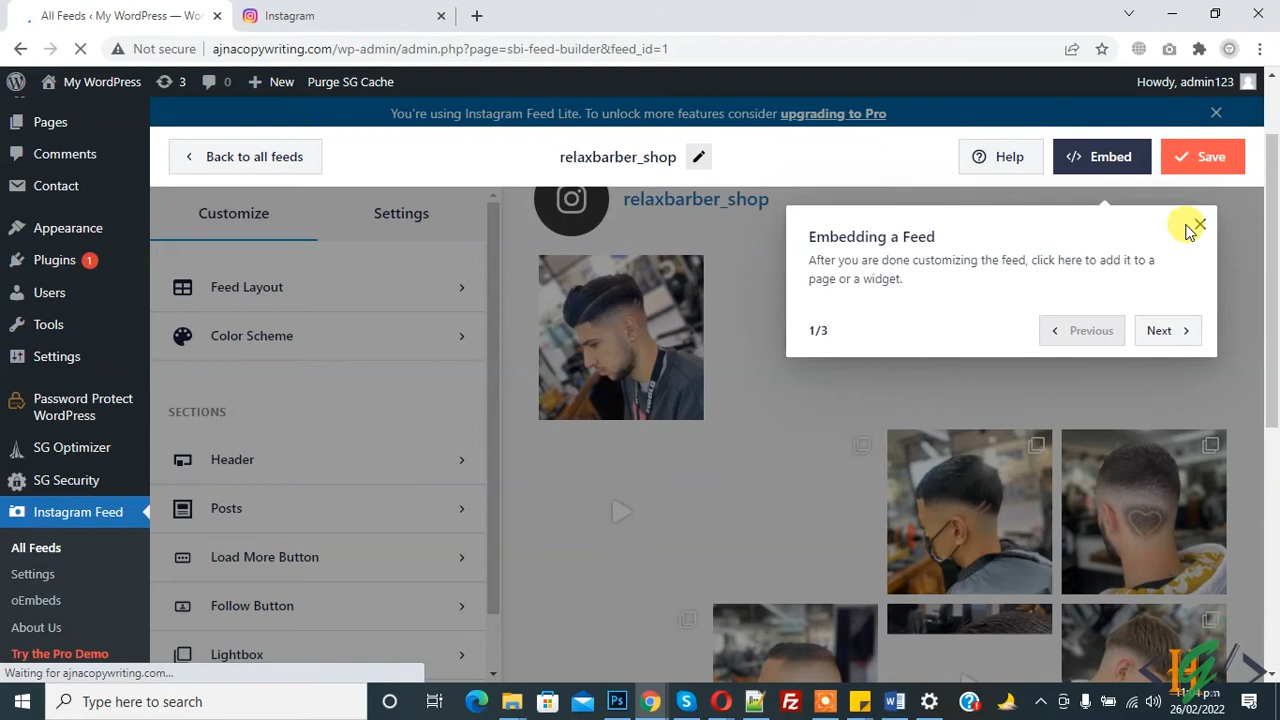 All Feeds ‹ My WordPress — Wo
Instagram
Not secure
ajnacopywriting.com/wp-admin/admin.php?page=sbi-feed-builder&feed_id=1
My WordPress
3
0
New
Purge SG Cache
Howdy, admin123
Pages
Comments
Contact
Appearance
Plugins 1
Users
Tools
Settings
Password Protect
WordPress
SG Optimizer
SG Security
Instagram Feed
All Feeds
Settings
oEmbeds
About Us
Try the Pro Demo
You're using Instagram Feed Lite. To unlock more features consider upgrading to Pro
Back to all feeds
relaxbarber_shop
Help
Embed
Save
Customize
Settings
Feed Layout
Color Scheme
SECTIONS
Header
Posts
Load More Button
Follow Button
Lightbox
relaxbarber_shop
Embedding a Feed
After you are done customizing the feed, click here to add it to a
page or a widget.
1/3
Previous
Next
Waiting for ajnacopywriting.com...
Type here to search
26/02/2022